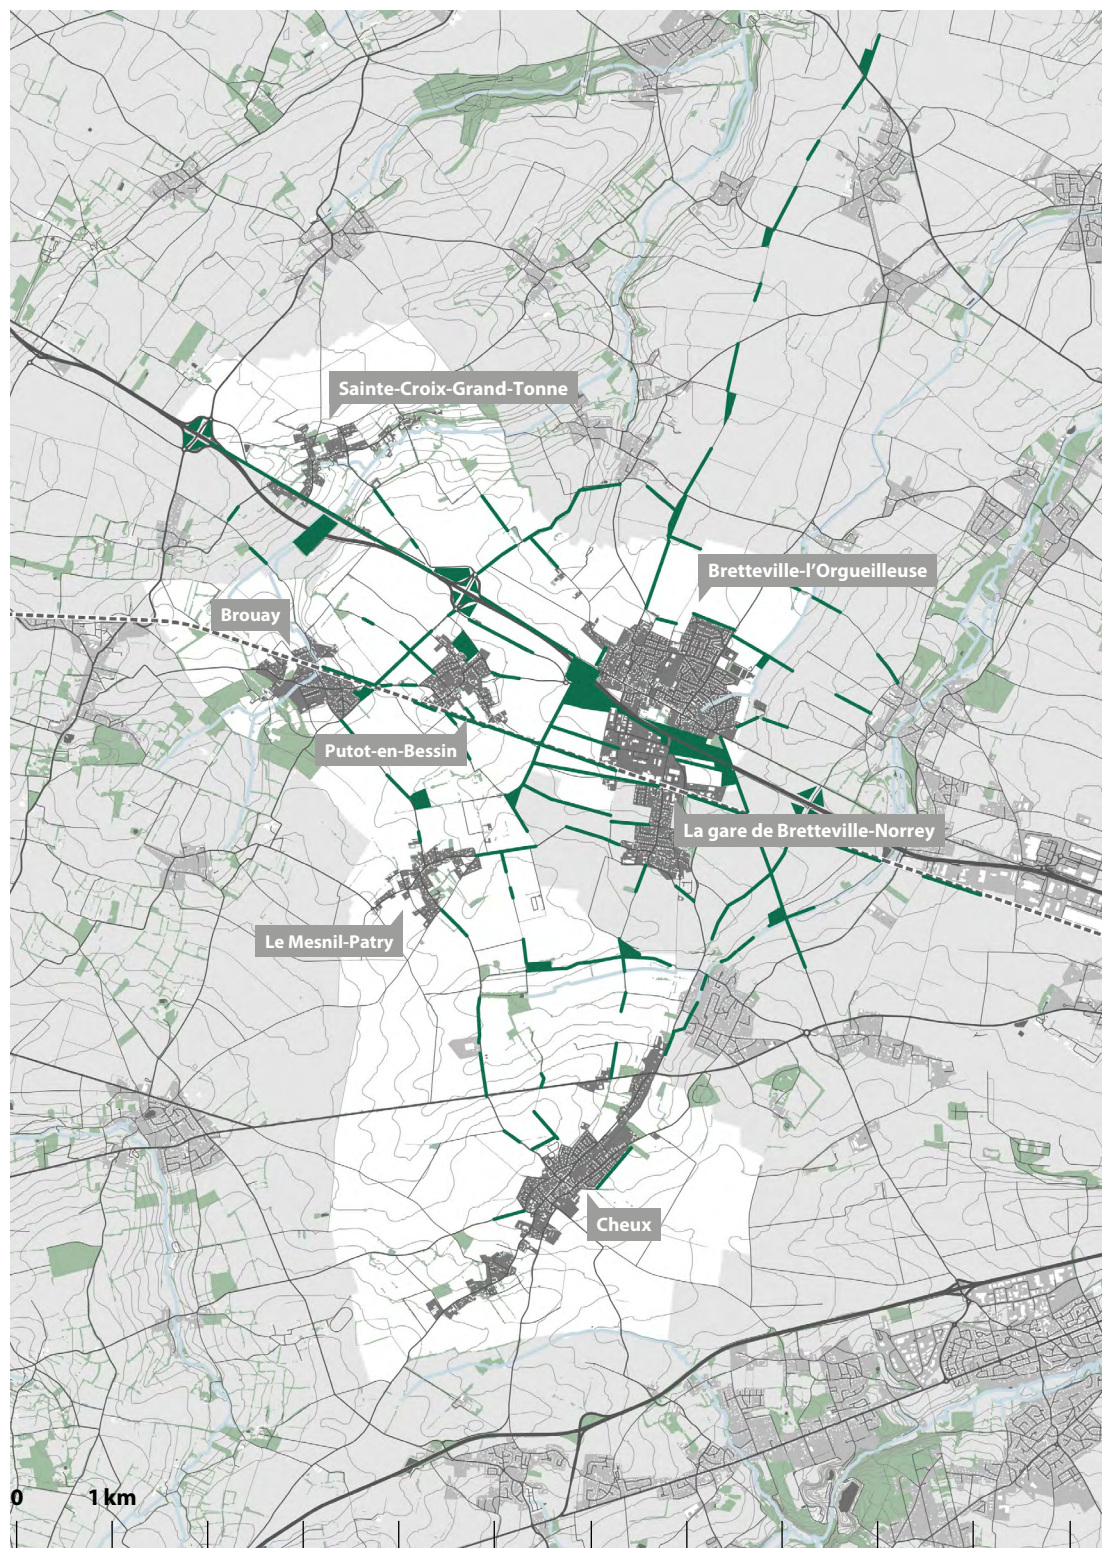 Sainte-Croix-Grand-Tonne
Bretteville-l'Orgueilleuse
Brouay
Putot-en-Bessin
La gare de Bretteville-Norrey
Le Mesnil-Patry
Cheux
0 1 km